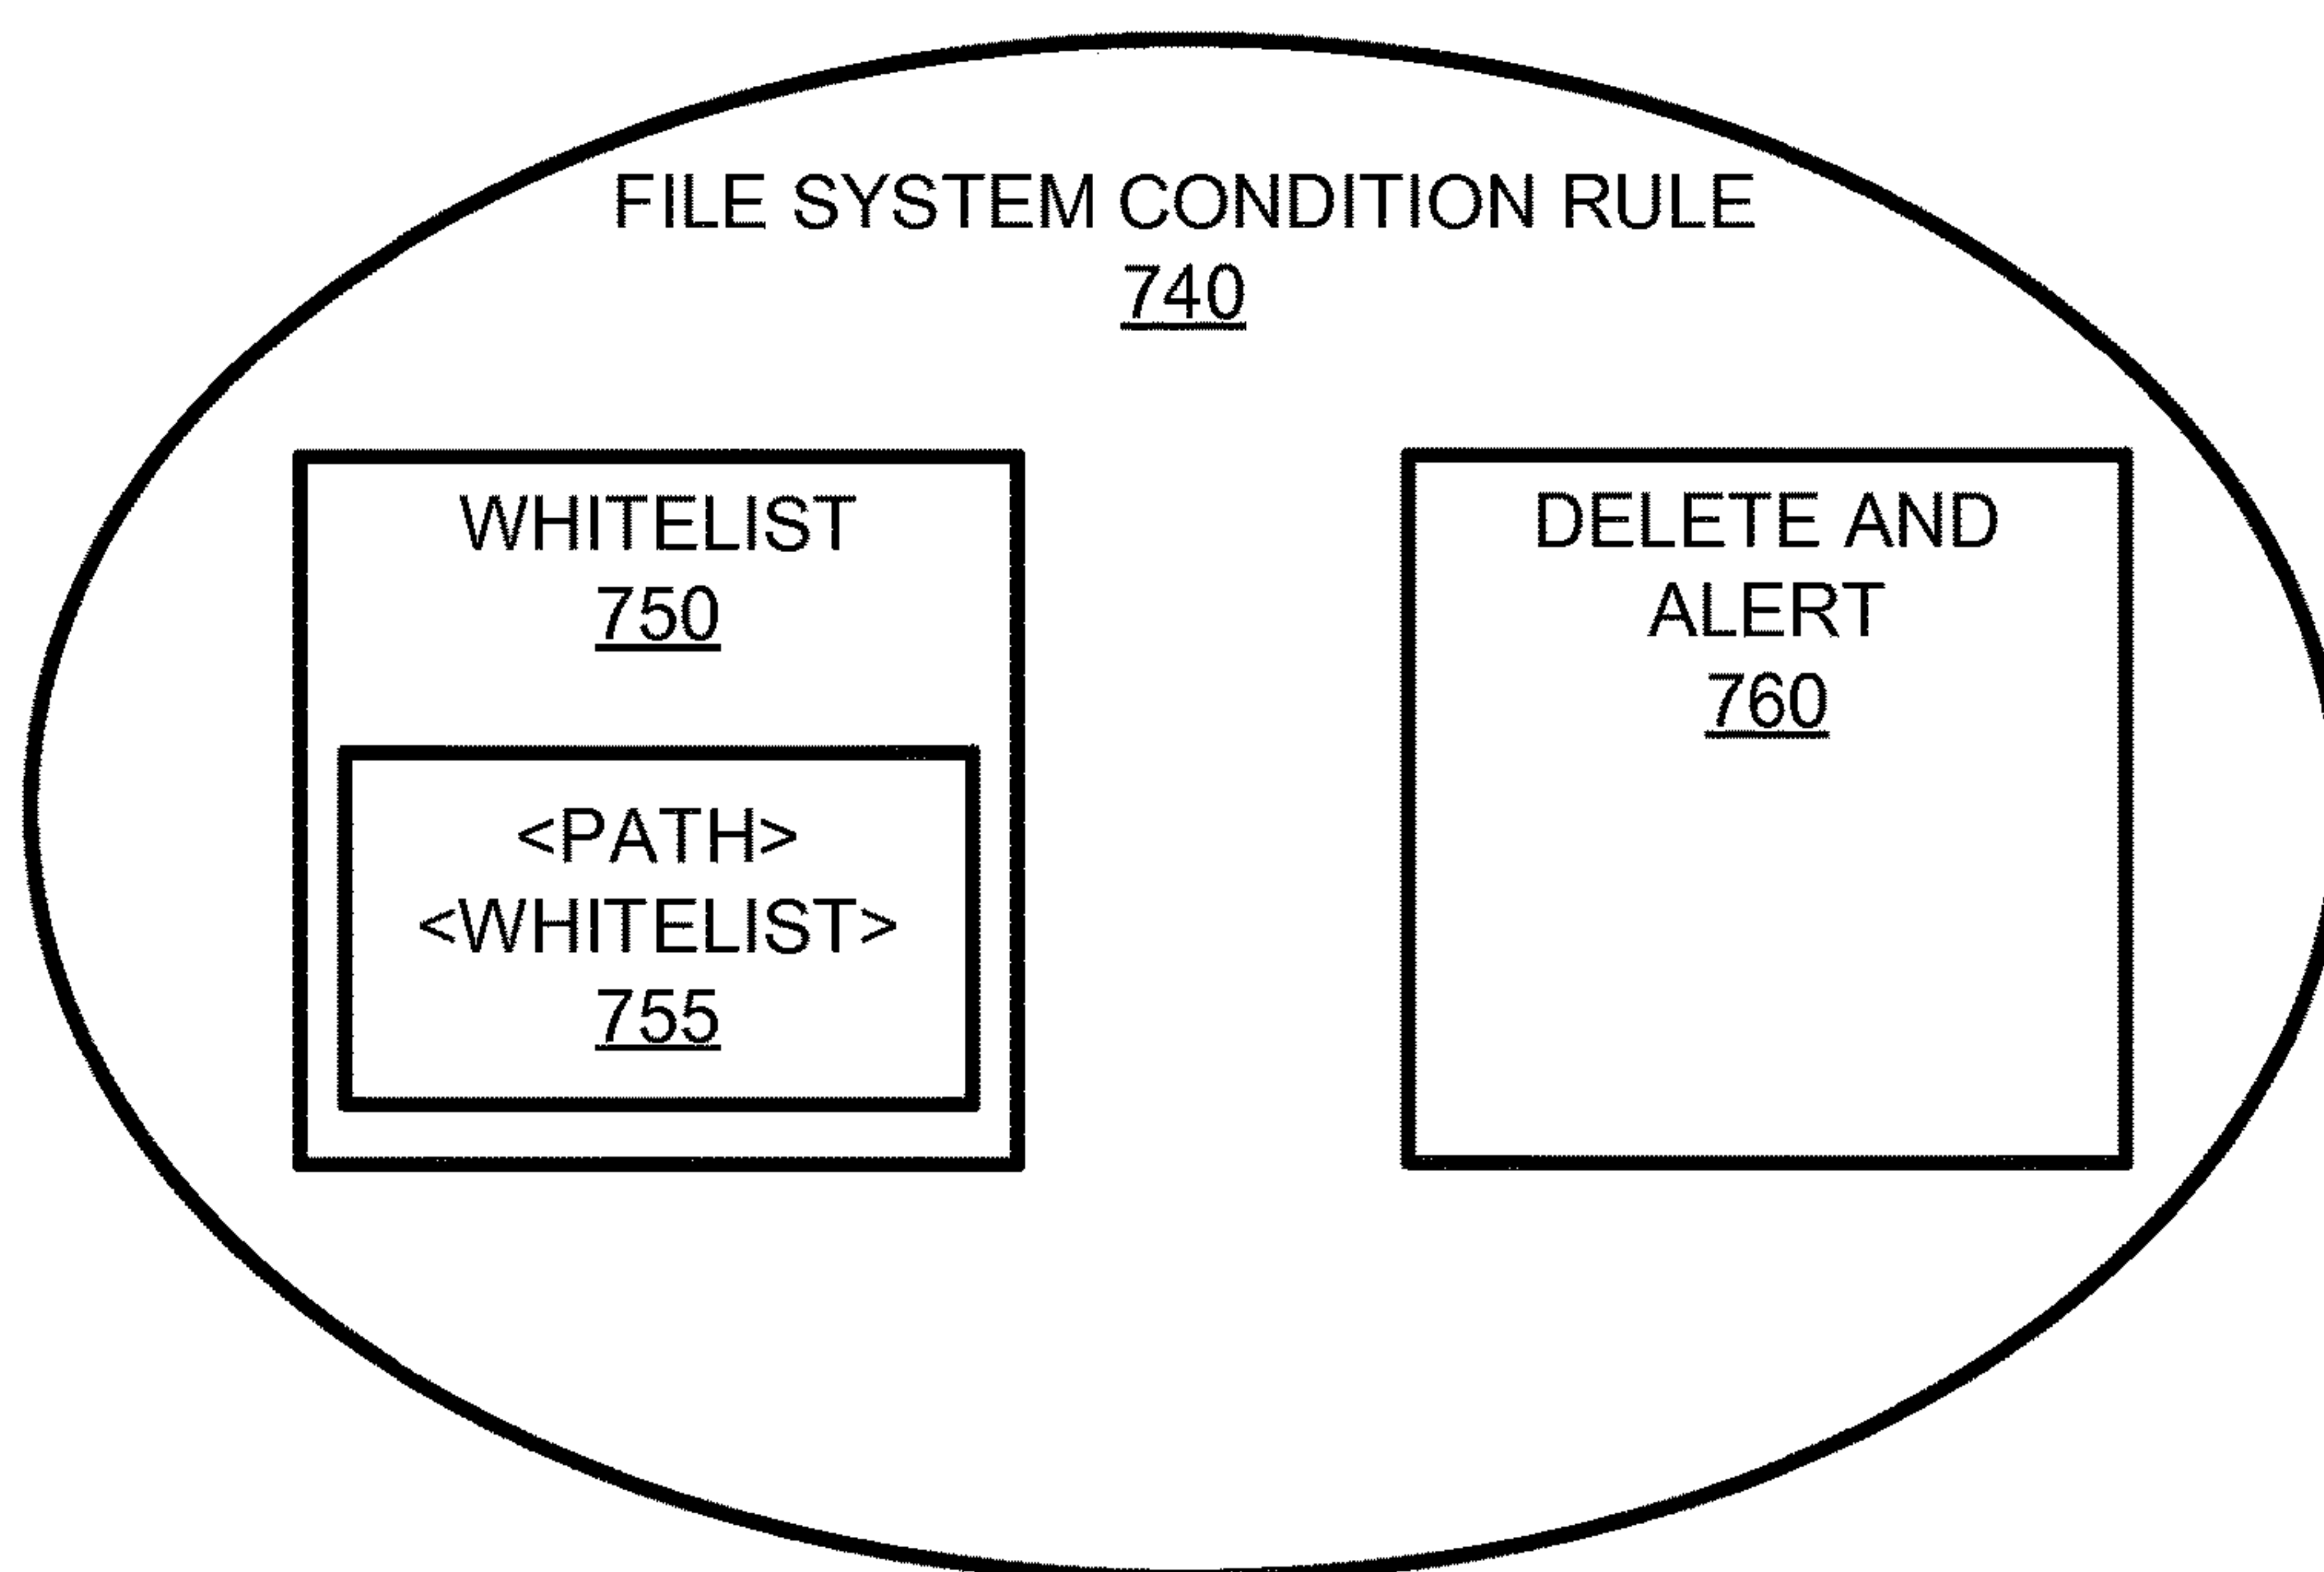 FILE SYSTEM CONDITION RULE
740
WHITELIST
750
<PATH>
<WHITELIST>
755
DELETE AND
ALERT
760